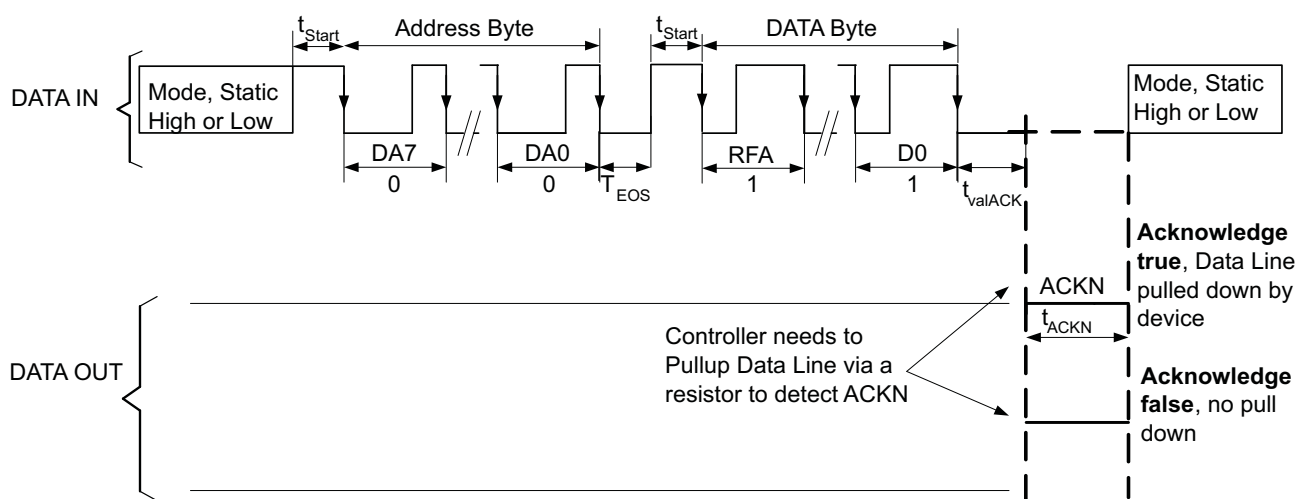 tStart
Address Byte
tStart
DATA Byte
DATA IN
Mode, Static
High or Low
Mode, Static
High or Low
DA7
0
DA0
0
TEOS
RFA
1
D0
1
tvalACK
Acknowledge
true, Data Line
pulled down by
device
ACKN
tACKN
Controller needs to
Pullup Data Line via a
resistor to detect ACKN
DATA OUT
Acknowledge
false, no pull
down